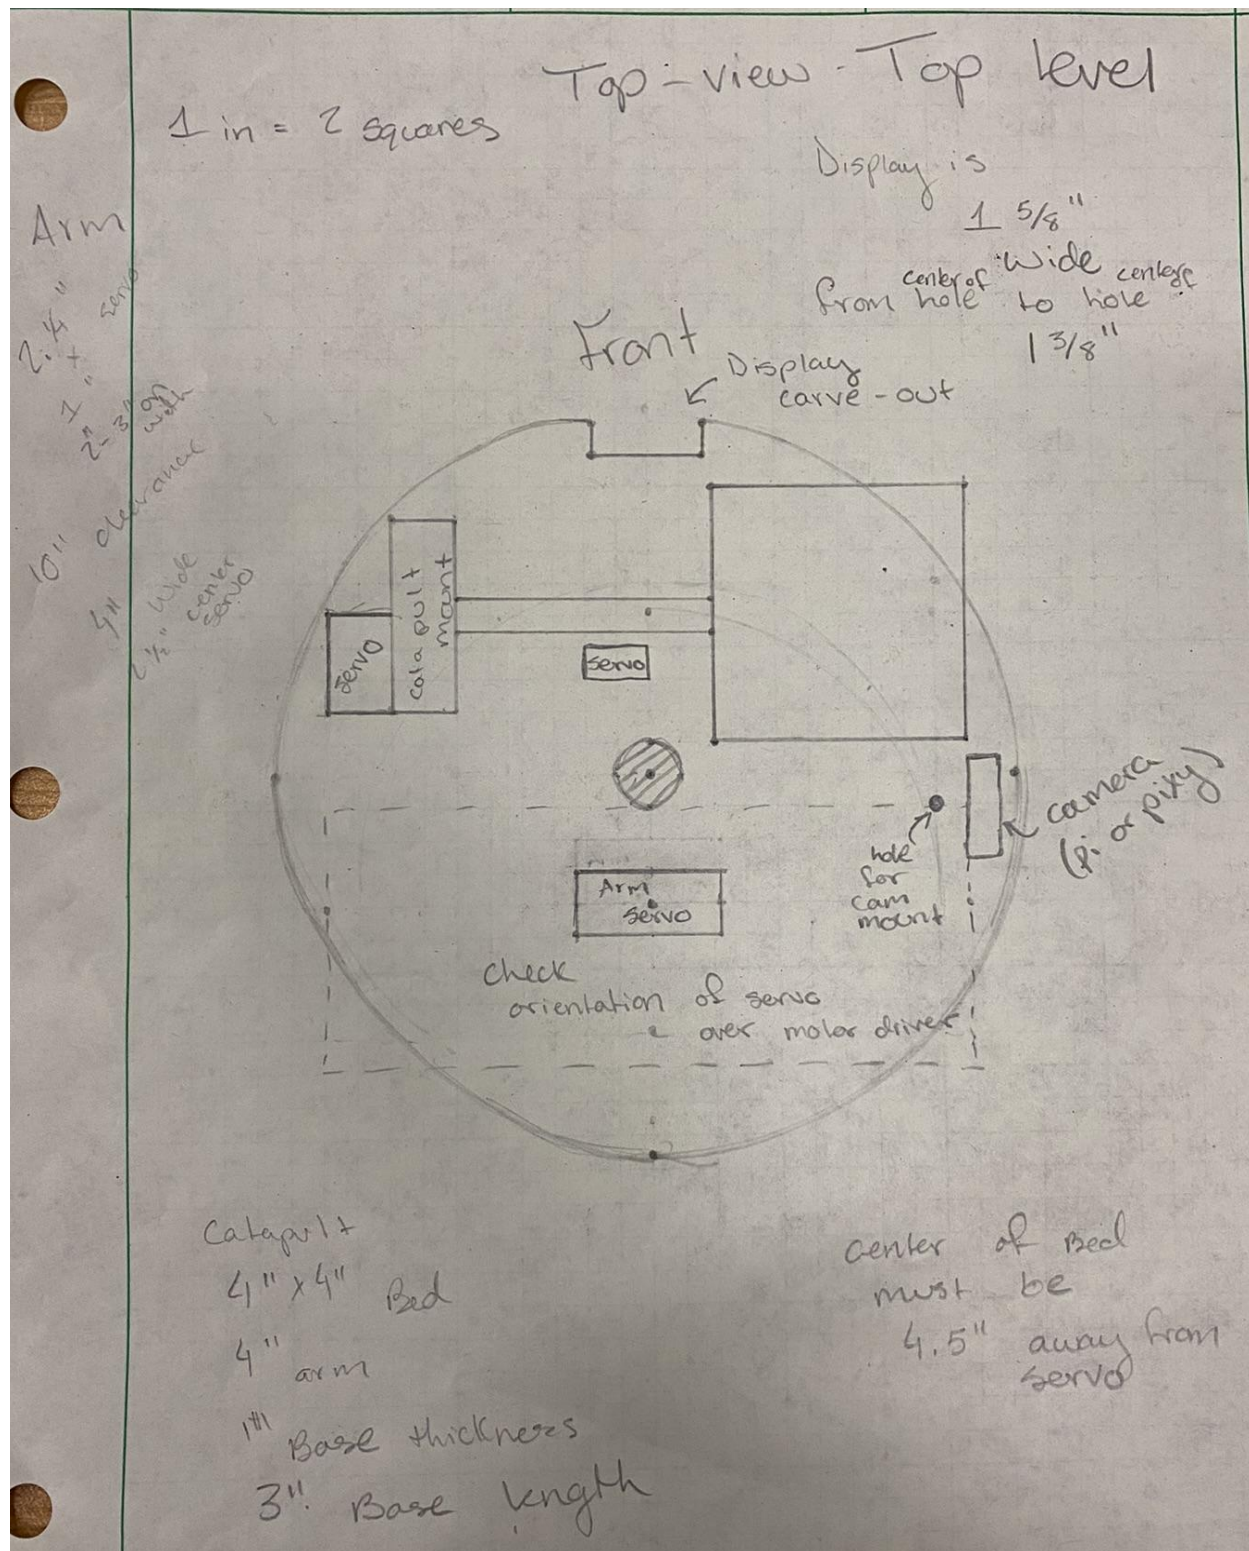 Top-view-Top level
1 in = 2 squares
Display is
1 5/8"
wide
from center of hole to center of hole
1 3/8"
Arm
2.
1" x servo
2"-3" on
with
10" clearance
4"
2 1/2" wide
center
servo
Front
Display
carve-out
catapult
mount
servo
servo
camera
(pi or pixy)
hole
for
cam
mount
Arm
servo
check
orientation of servo
over motor driver
Catapult
4" x 4" Bed
4" arm
1" Base thickness
3" Base length
center of Bed
must be
4.5" away from
servo